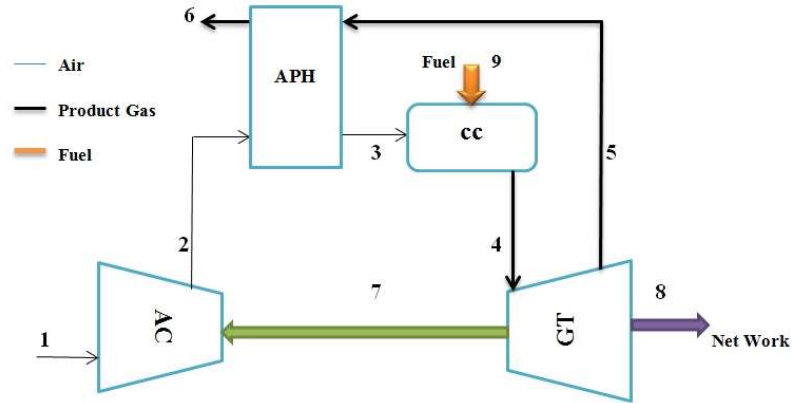 6
APH
Fuel 9
Air
Product Gas
Fuel
cc
3
5
2
4
7
8
1
AC
GT
Net Work